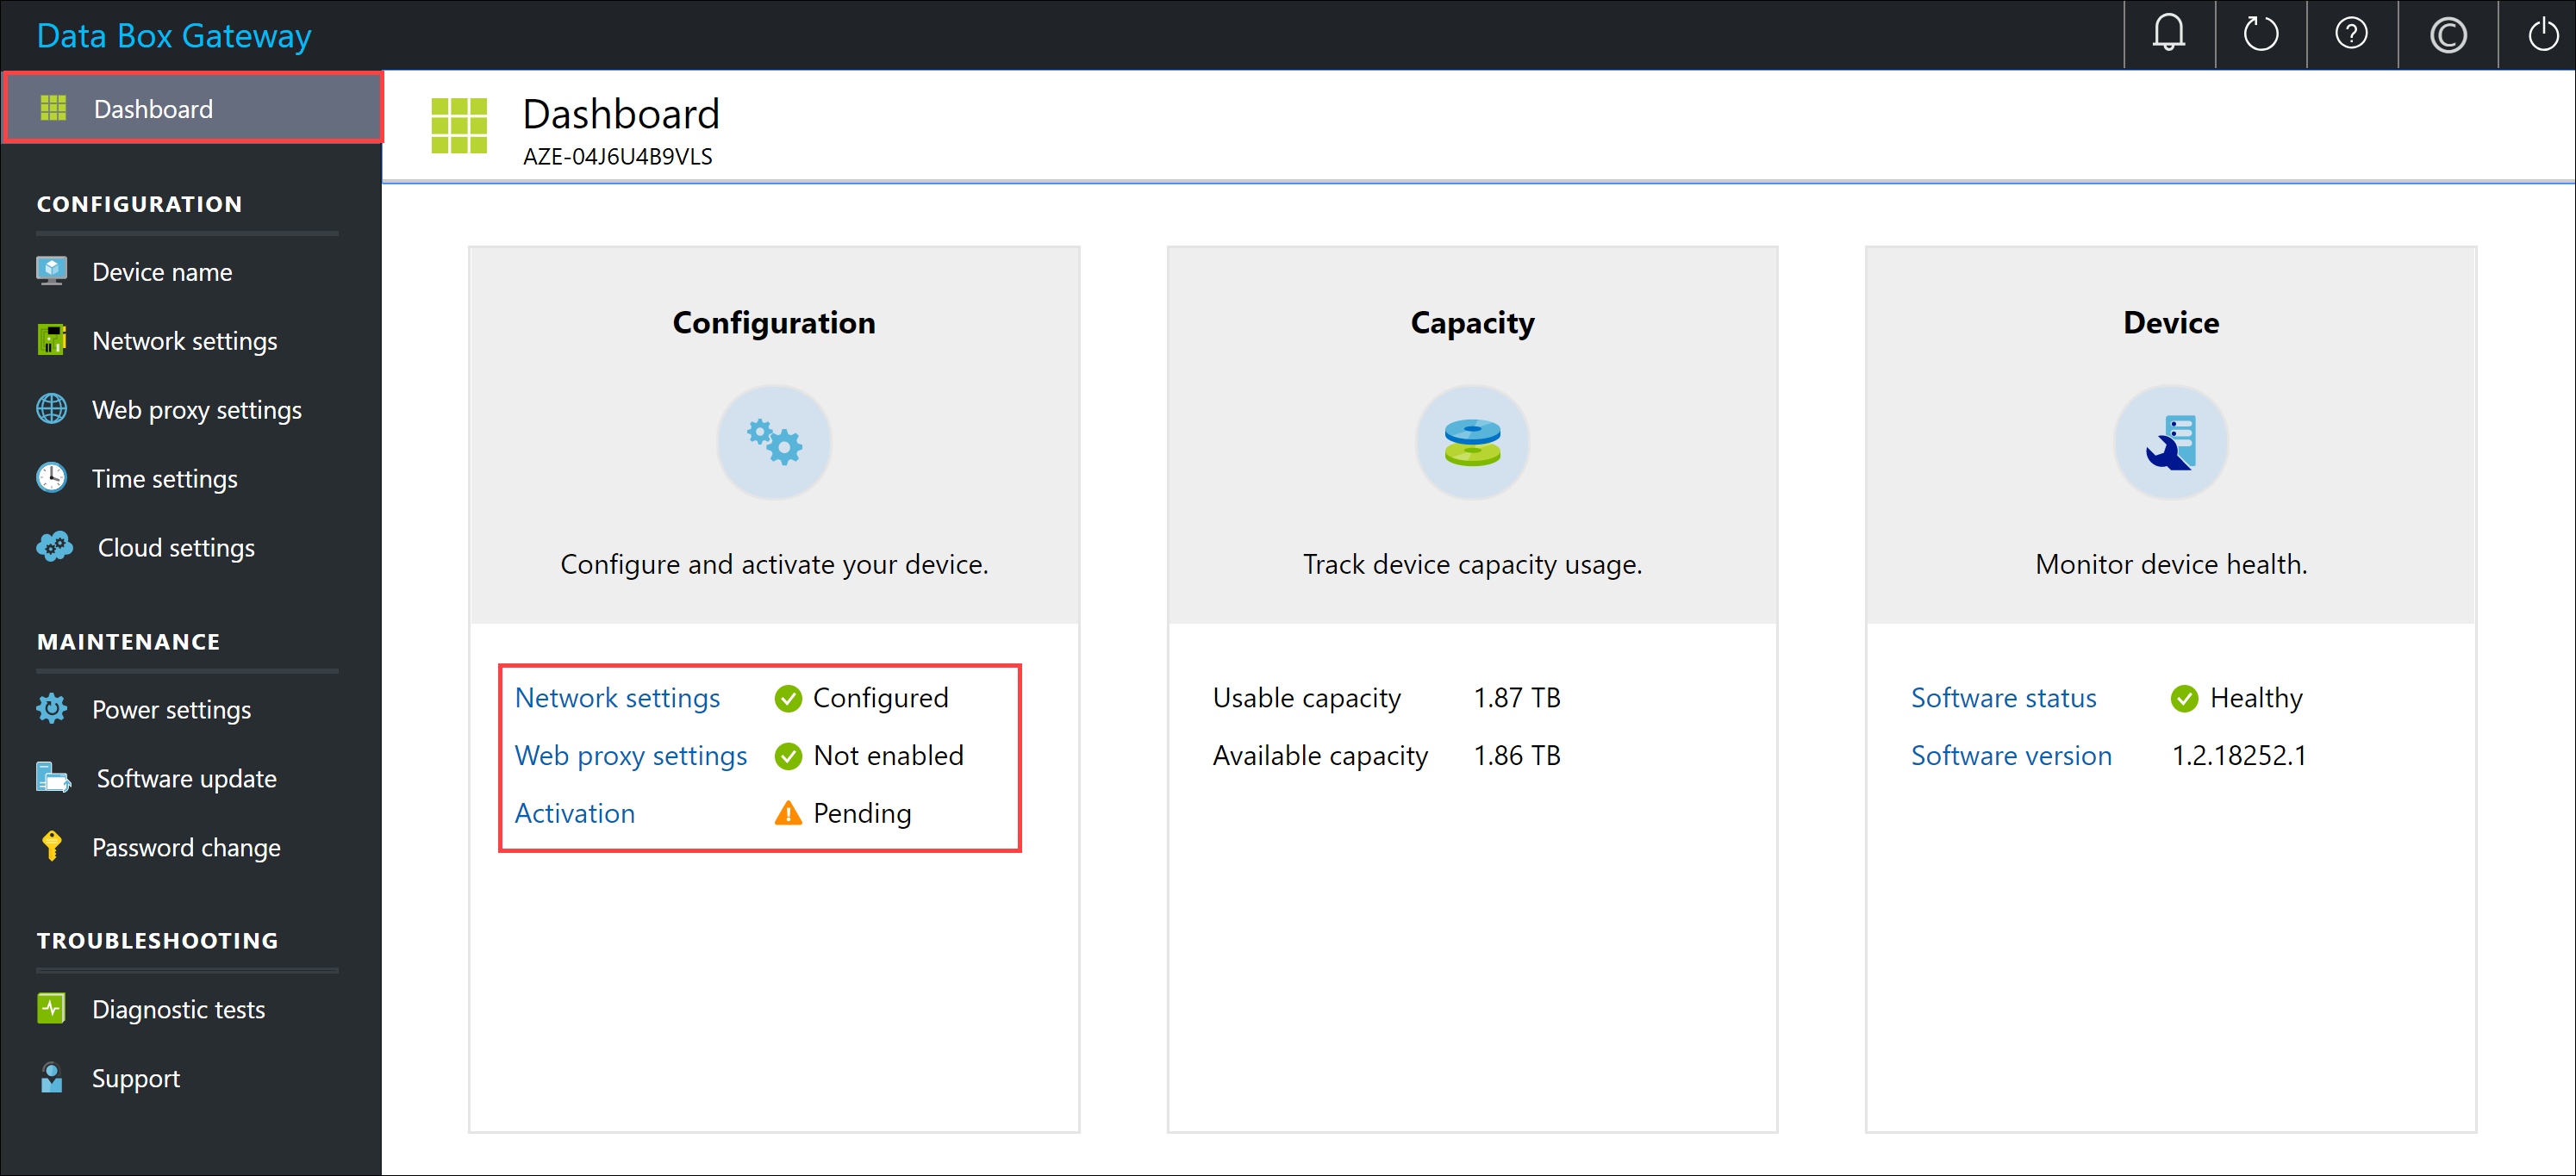 Data Box Gateway
Dashboard
CONFIGURATION
Device name
Network settings
Web proxy settings
Time settings
Cloud settings
MAINTENANCE
Power settings
Software update
Password change
TROUBLESHOOTING
Diagnostic tests
Support
Dashboard
AZE-04J6U4B9VLS
Configuration
Configure and activate your device.
Network settings Configured
Web proxy settings Not enabled
Activation Pending
Capacity
Track device capacity usage.
Usable capacity 1.87 TB
Available capacity 1.86 TB
Device
Monitor device health.
Software status Healthy
Software version 1.2.18252.1